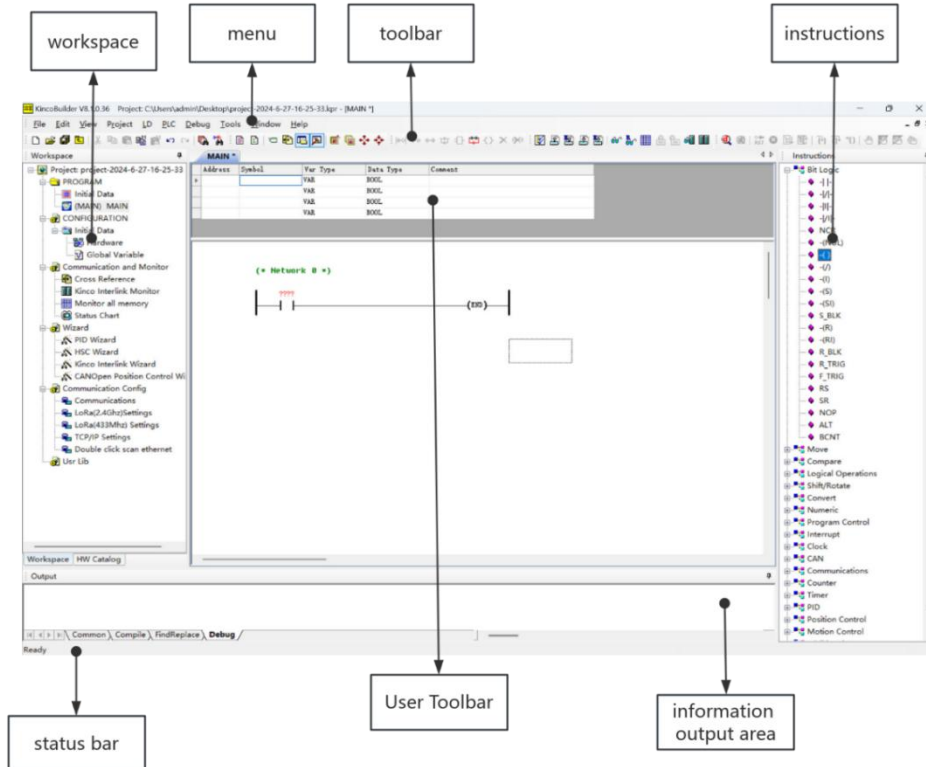 workspace
menu
toolbar
instructions
KincoBuilder V8.1.0.36 Project: C:\Users\admin\Desktop\project-2024-6-27-16-25-33.kpr - [MAIN *]
File Edit View Project LD PLC Debug Tools Window Help
Workspace
MAIN *
Instructions
Project: project-2024-6-27-16-25-33
PROGRAM
Initial Data
(MAIN) MAIN
CONFIGURATION
Initial Data
Hardware
Global Variable
Communication and Monitor
Cross Reference
Kinco Interlink Monitor
Monitor all memory
Status Chart
Wizard
PID Wizard
HSC Wizard
Kinco Interlink Wizard
CANOpen Position Control Wi
Communication Config
Communications
LoRa(2.4Ghz)Settings
LoRa(433Mhz) Settings
TCP/IP Settings
Double click scan ethernet
Usr Lib
Workspace HW Catalog
Address Symbol Var Type Data Type Comment
VAR BOOL
VAR BOOL
VAR BOOL
VAR BOOL
(* Network 0 *)
????
Bit Logic
-| |-
-|/|-
-|I|-
-|/I|-
-( )
-(/)
-(I)
-(S)
-(SI)
S_BLK
-(R)
-(RI)
R_BLK
R_TRIG
F_TRIG
RS
SR
NOP
ALT
BCNT
Move
Compare
Logical Operations
Shift/Rotate
Convert
Numeric
Program Control
Interrupt
Clock
CAN
Communications
Counter
Timer
PID
Position Control
Motion Control
Output
Common Compile FindReplace Debug
Ready
status bar
User Toolbar
information
output area